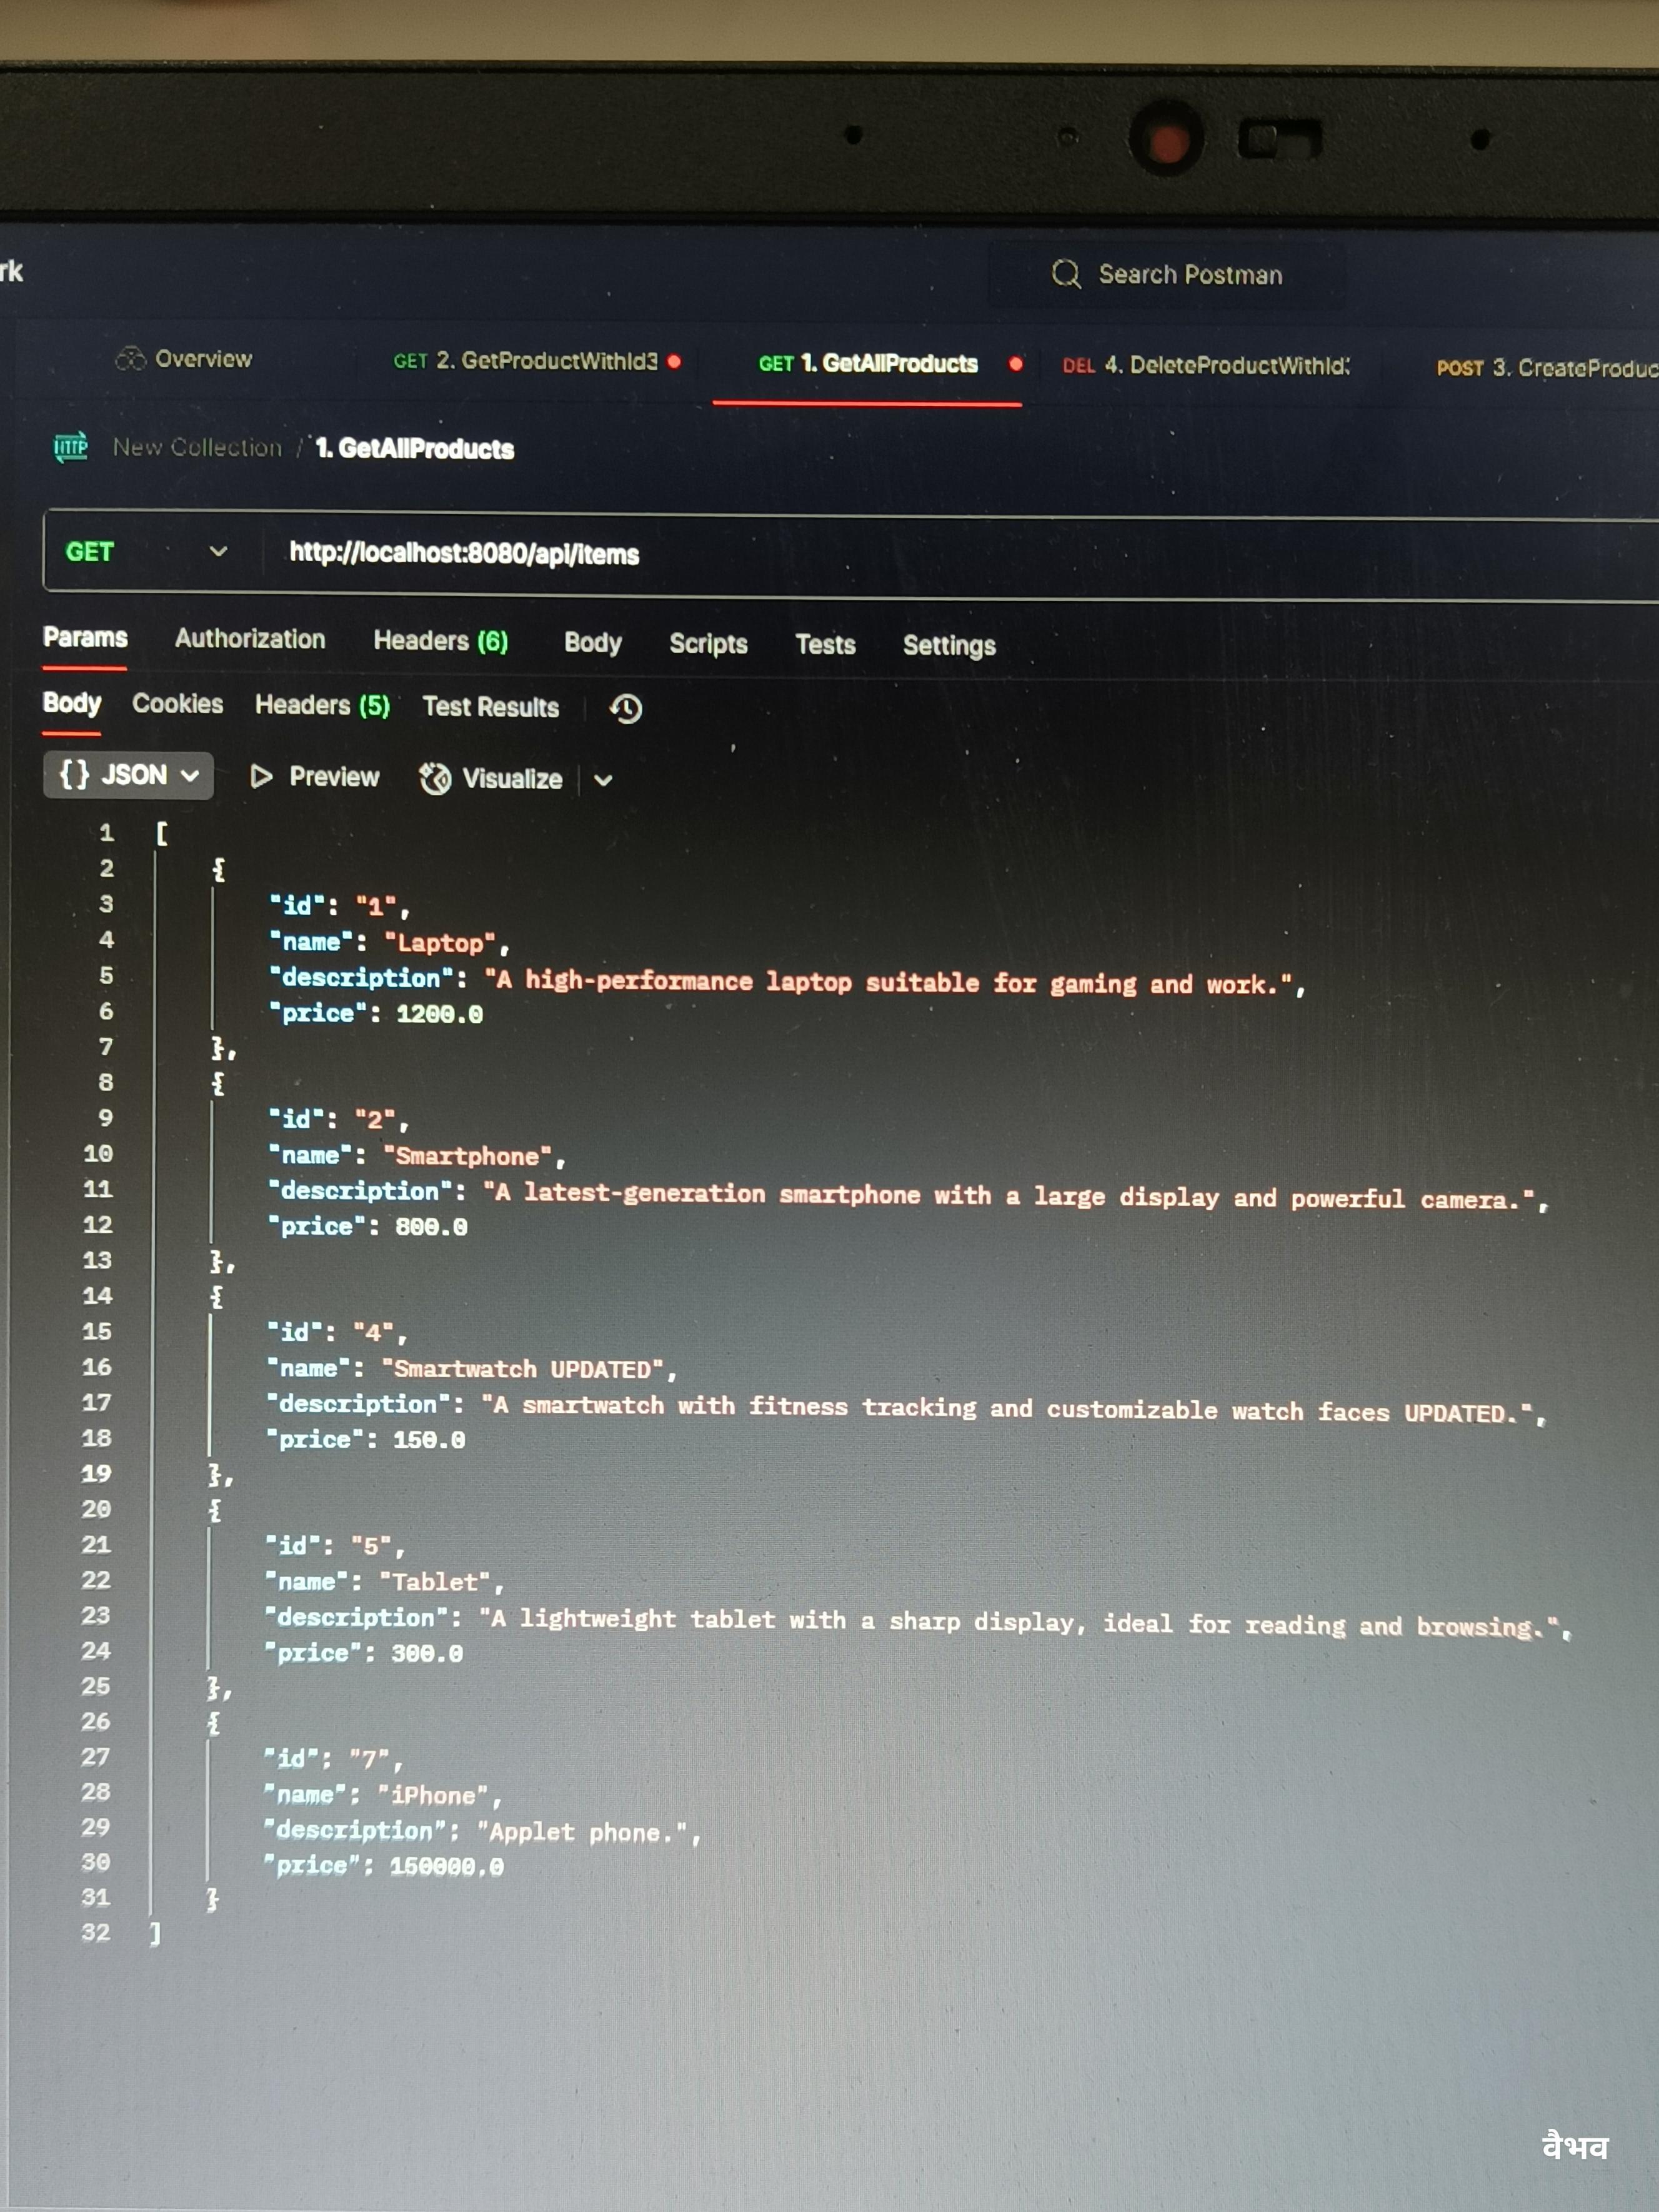 rk
Search Postman
Overview
GET 2. GetProductWithId3
GET 1. GetAllProducts
DEL 4. DeleteProductWithId
POST 3. CreateProduc
HTTP New Collection / 1. GetAllProducts
GET http://localhost:8080/api/items
Params Authorization Headers (6) Body Scripts Tests Settings
Body Cookies Headers (5) Test Results
{} JSON Preview Visualize
1 [
2 {
3 "id": "1",
4 "name": "Laptop",
5 "description": "A high-performance laptop suitable for gaming and work.",
6 "price": 1200.0
7 },
8 {
9 "id": "2",
10 "name": "Smartphone",
11 "description": "A latest-generation smartphone with a large display and powerful camera.",
12 "price": 800.0
13 },
14 {
15 "id": "4",
16 "name": "Smartwatch UPDATED",
17 "description": "A smartwatch with fitness tracking and customizable watch faces UPDATED.",
18 "price": 150.0
19 },
20 {
21 "id": "5",
22 "name": "Tablet",
23 "description": "A lightweight tablet with a sharp display, ideal for reading and browsing.",
24 "price": 300.0
25 },
26 {
27 "id": "7",
28 "name": "iPhone",
29 "description": "Applet phone.",
30 "price": 150000.0
31 }
32 ]
वैभव